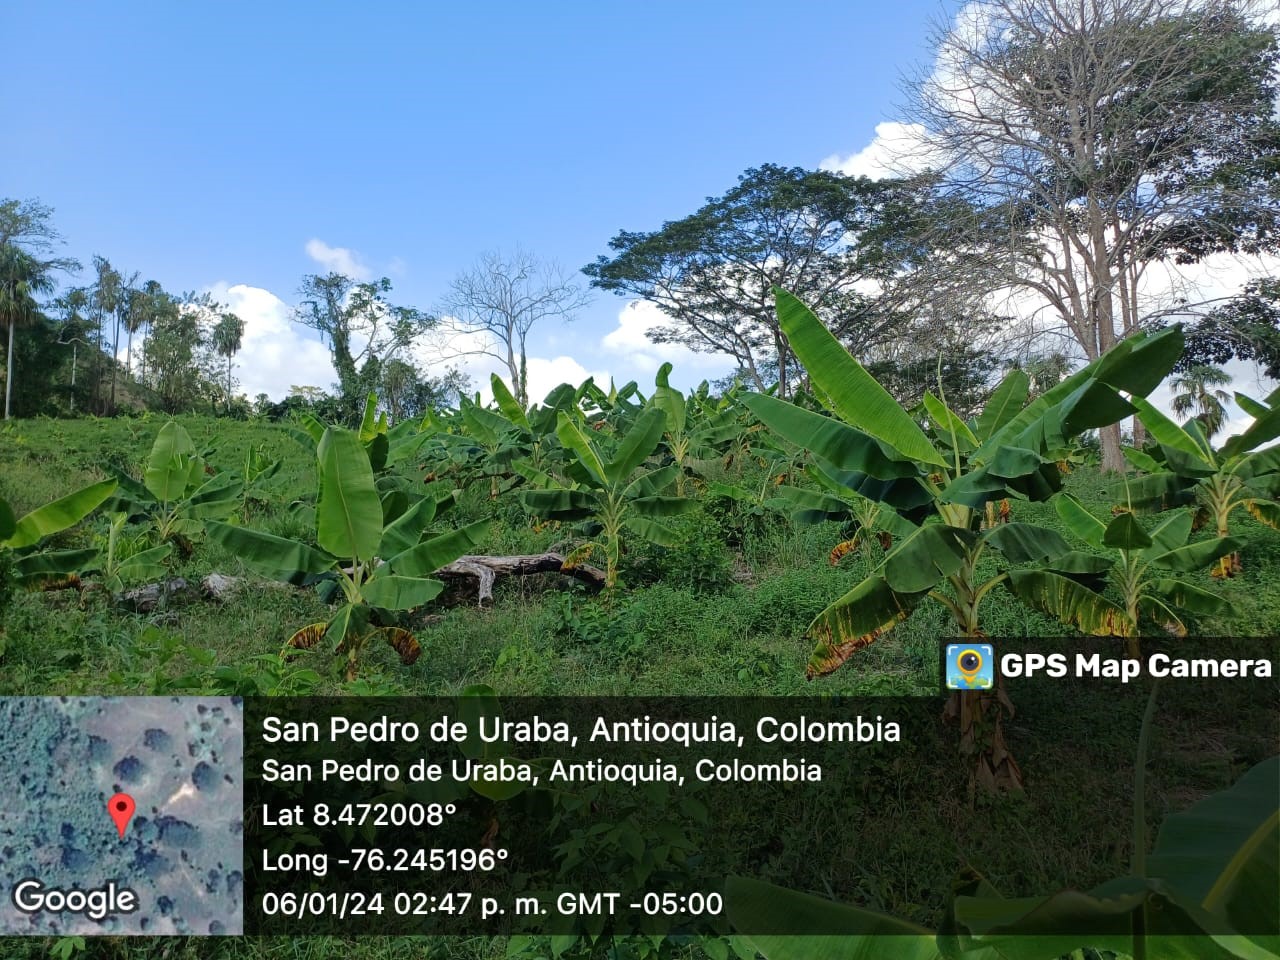 GPS Map Camera
San Pedro de Uraba, Antioquia, Colombia
San Pedro de Uraba, Antioquia, Colombia
Lat 8.472008°
Long -76.245196°
06/01/24 02:47 p. m. GMT -05:00
Google